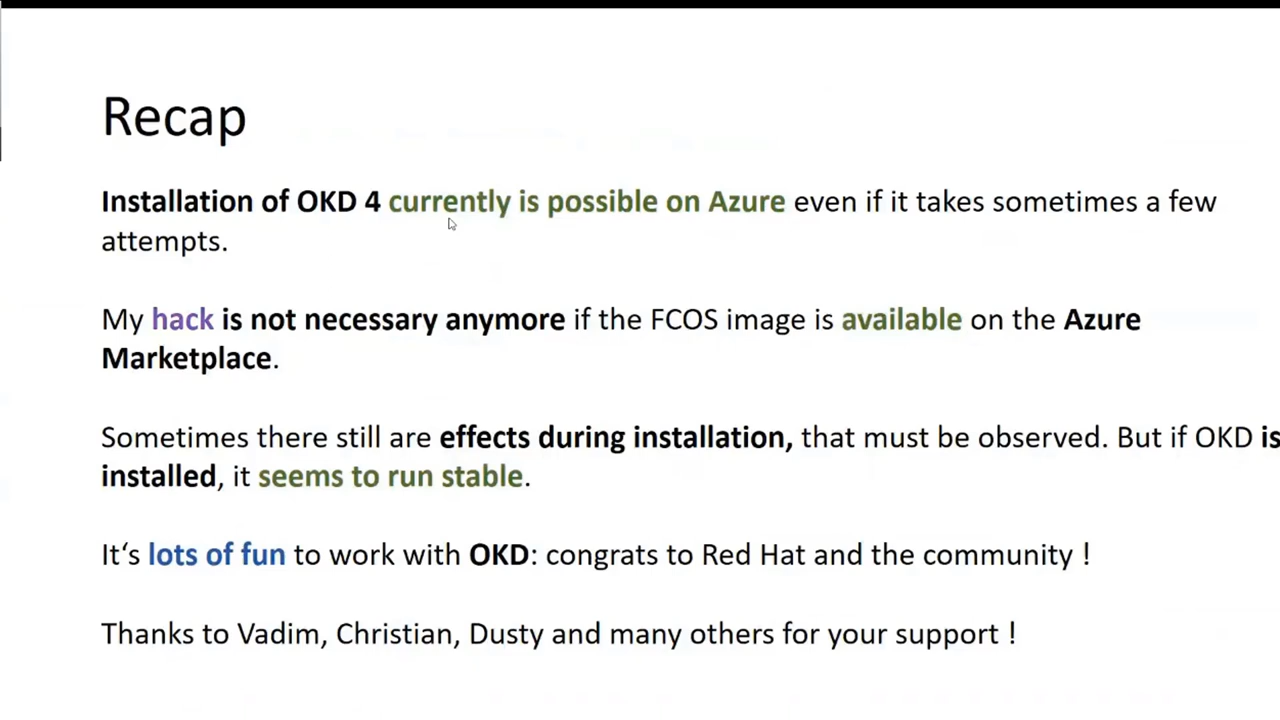 Recap
Installation of OKD 4 currently is possible on Azure even if it takes sometimes a few
attempts.
My hack is not necessary anymore if the FCOS image is available on the Azure
Marketplace.
Sometimes there still are effects during installation, that must be observed. But if OKD is
installed, it seems to run stable.
It‘s lots of fun to work with OKD: congrats to Red Hat and the community !
Thanks to Vadim, Christian, Dusty and many others for your support !